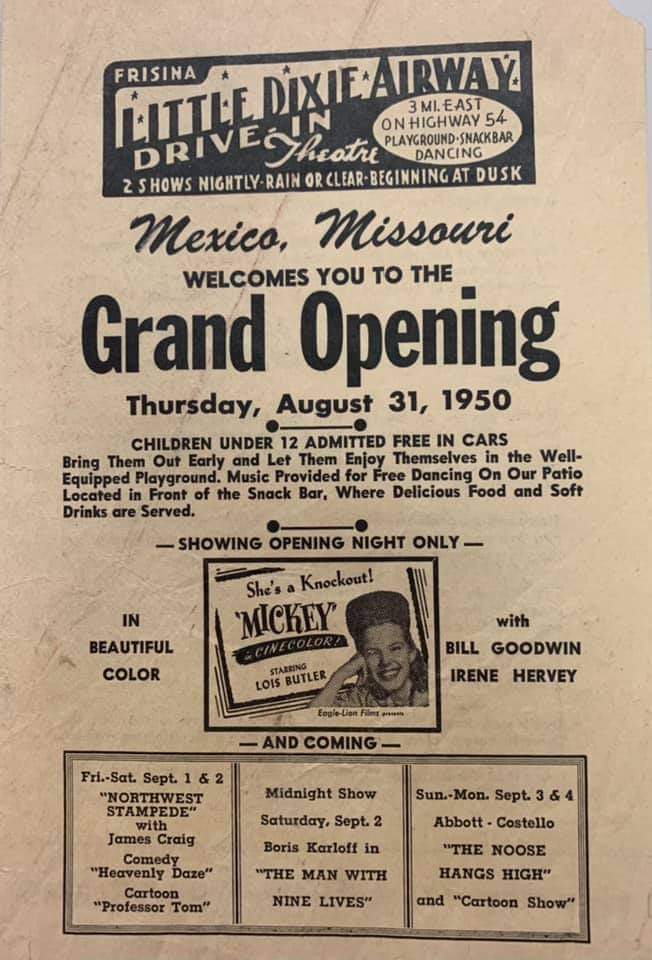 FRISINA
LITTLE DIXIE AIRWAY
DRIVE-IN
Theatre
3 MI. EAST
ON HIGHWAY 54
PLAYGROUND-SNACKBAR
DANCING
2 SHOWS NIGHTLY-RAIN OR CLEAR-BEGINNING AT DUSK
Mexico, Missouri
WELCOMES YOU TO THE
Grand Opening
Thursday, August 31, 1950
CHILDREN UNDER 12 ADMITTED FREE IN CARS
Bring Them Out Early and Let Them Enjoy Themselves in the Well-
Equipped Playground. Music Provided for Free Dancing On Our Patio
Located in Front of the Snack Bar, Where Delicious Food and Soft
Drinks are Served.
— SHOWING OPENING NIGHT ONLY —
IN
BEAUTIFUL
COLOR
She's a Knockout!
'MICKEY'
in CINECOLOR!
STARRING
LOIS BUTLER
Eagle-Lion Films presents
with
BILL GOODWIN
IRENE HERVEY
— AND COMING —
Fri.-Sat. Sept. 1 & 2
"NORTHWEST
STAMPEDE"
with
James Craig
Comedy
"Heavenly Daze"
Cartoon
"Professor Tom"
Midnight Show
Saturday, Sept. 2
Boris Karloff in
"THE MAN WITH
NINE LIVES"
Sun.-Mon. Sept. 3 & 4
Abbott - Costello
"THE NOOSE
HANGS HIGH"
and "Cartoon Show"